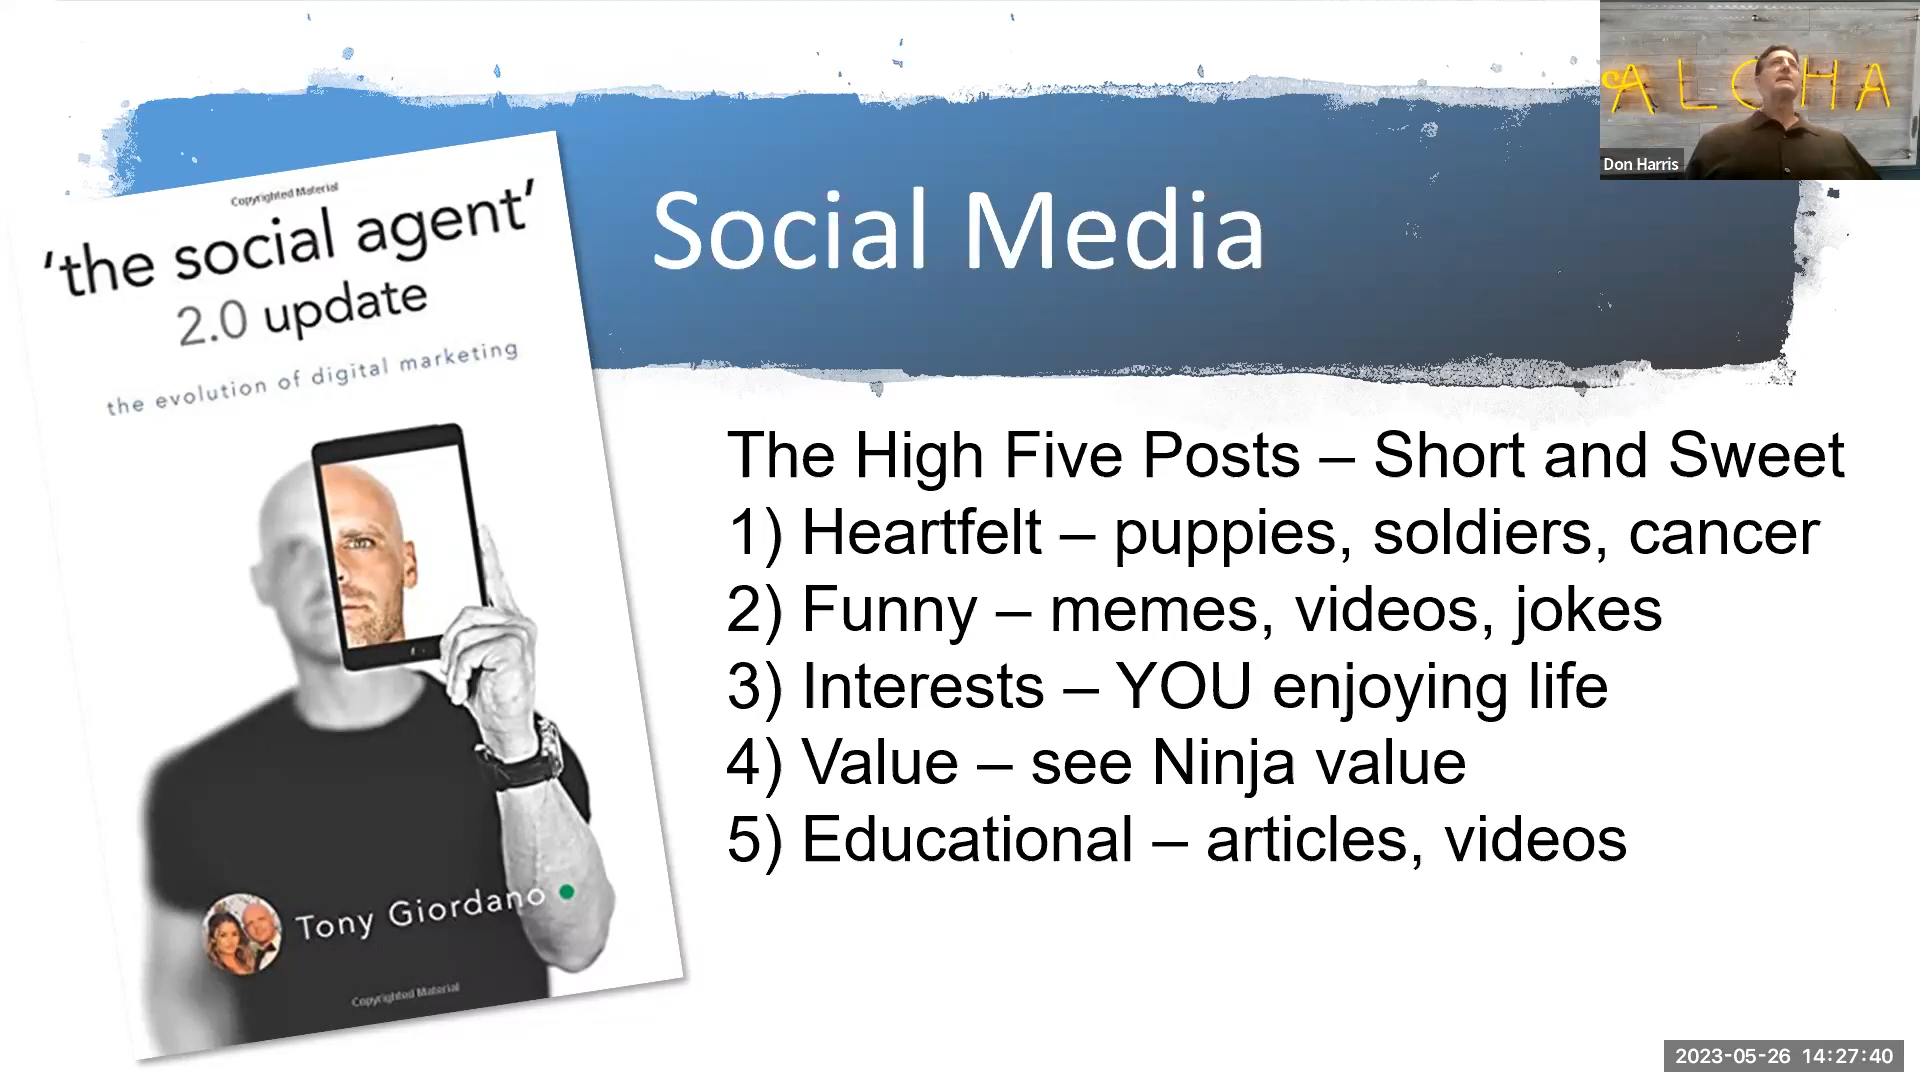 Copyrighted Material
'the social agent'
2.0 update
the evolution of digital marketing
Tony Giordano
Copyrighted Material
Social Media
The High Five Posts – Short and Sweet
1) Heartfelt – puppies, soldiers, cancer
2) Funny – memes, videos, jokes
3) Interests – YOU enjoying life
4) Value – see Ninja value
5) Educational – articles, videos
ALOHA
Don Harris
2023-05-26 14:27:40